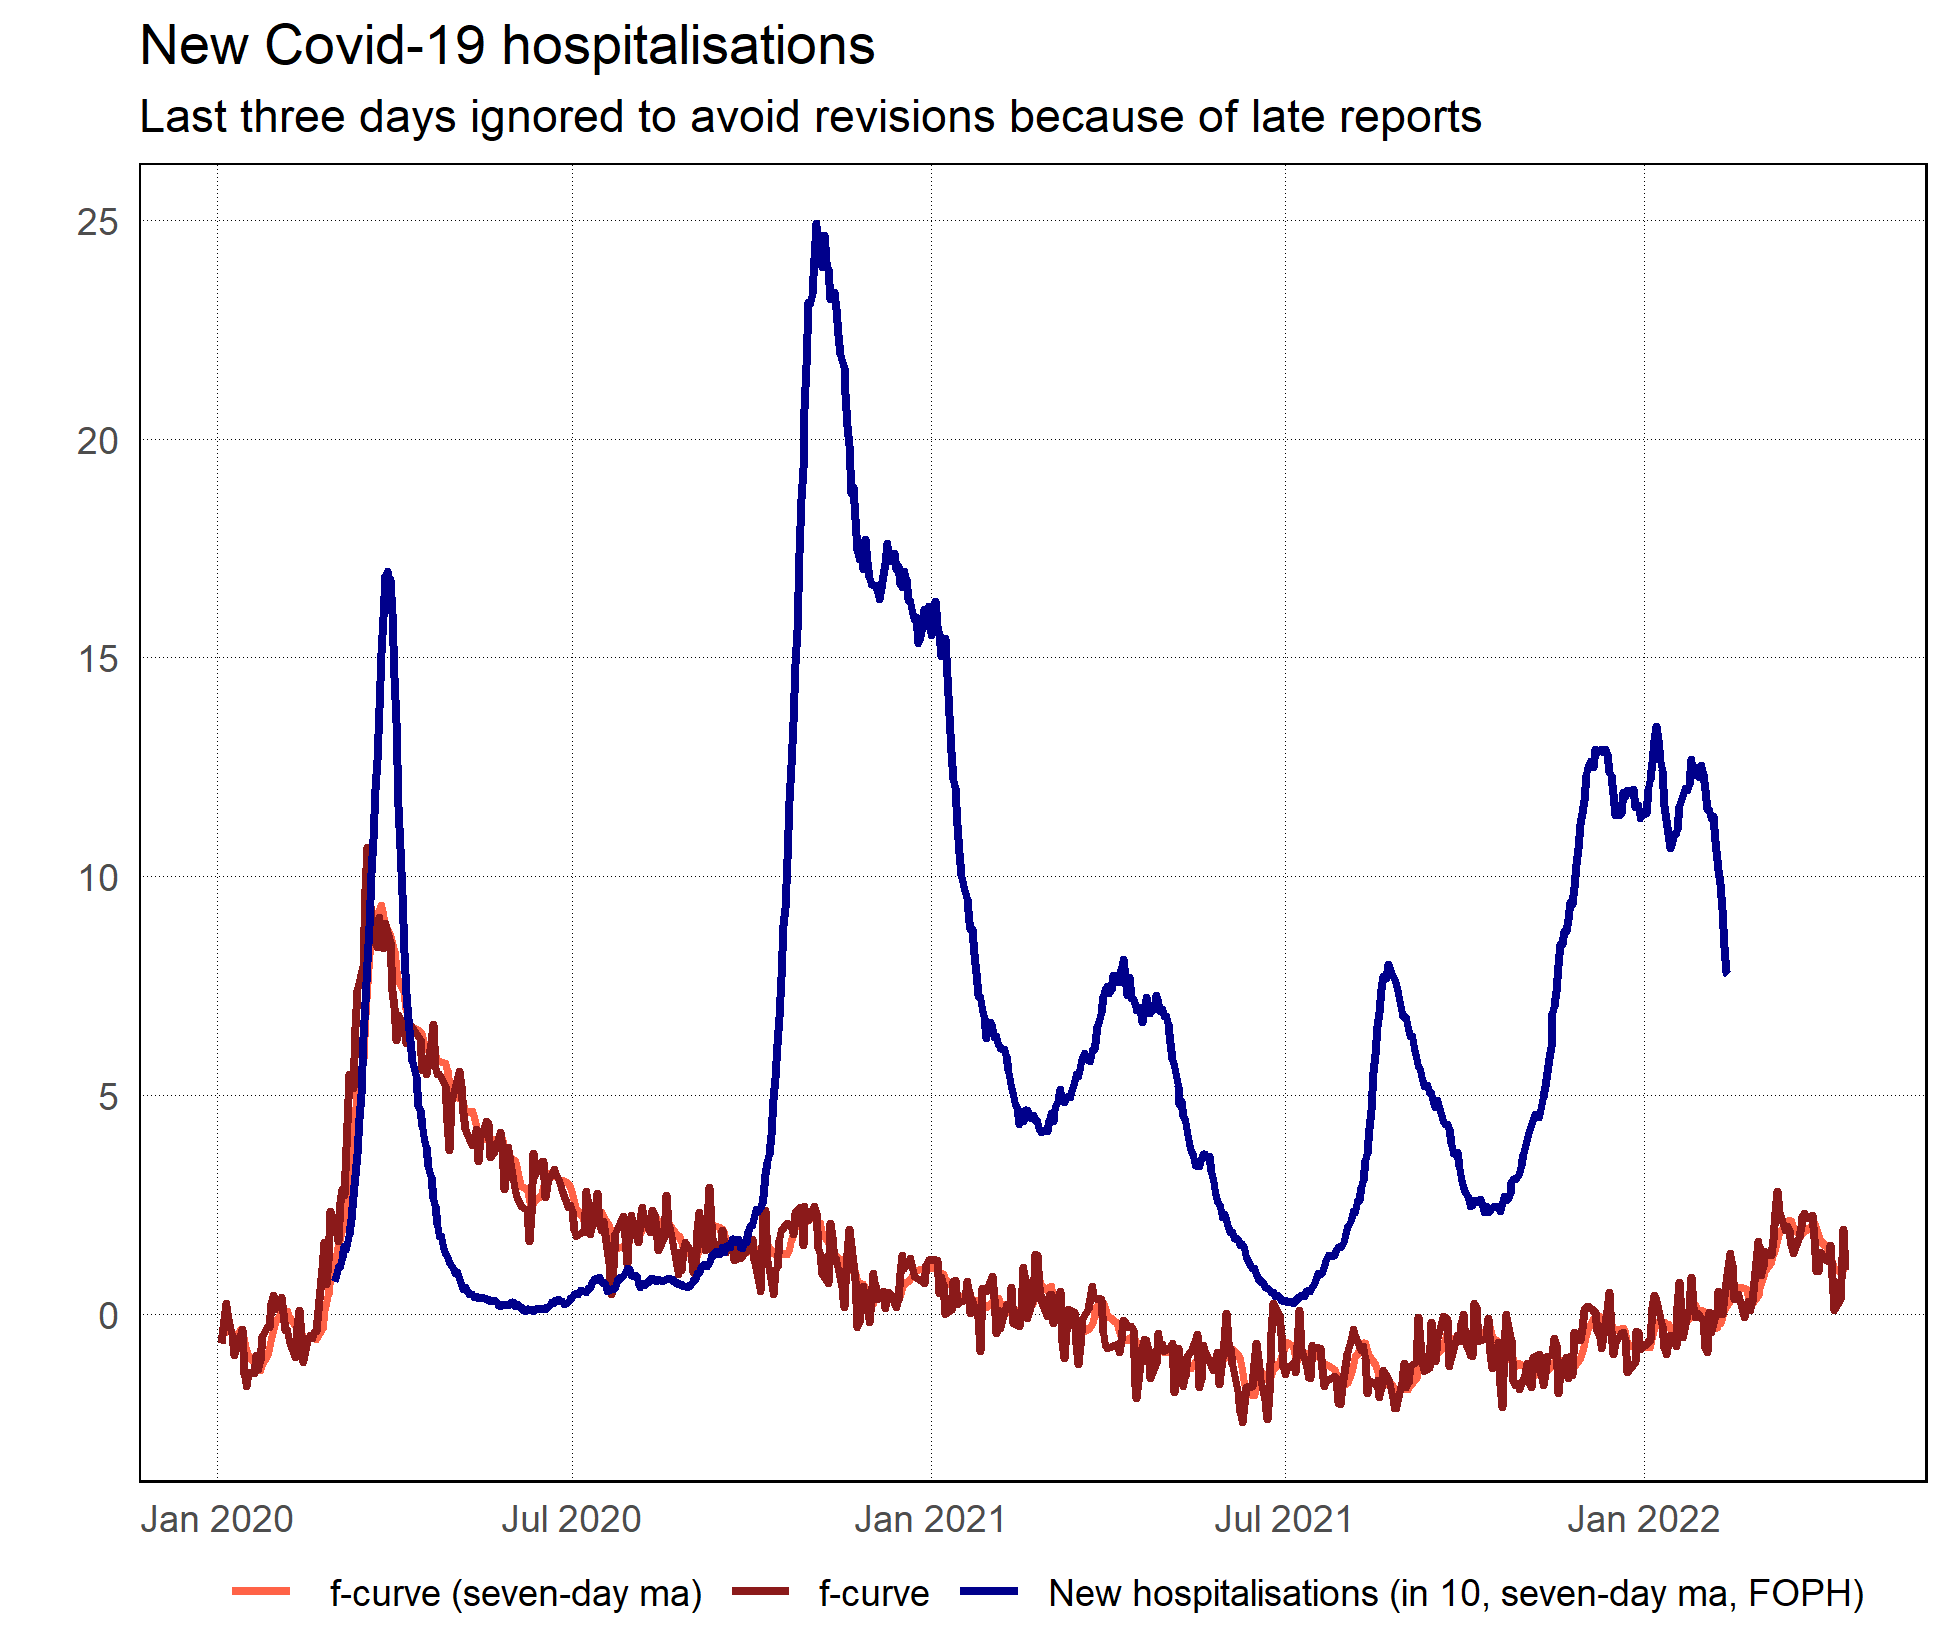 New Covid-19 hospitalisations
Last three days ignored to avoid revisions because of late reports
25
20
15
10
5
0
Jan 2020 Jul 2020 Jan 2021 Jul 2021 Jan 2022
f-curve (seven-day ma) f-curve New hospitalisations (in 10, seven-day ma, FOPH)